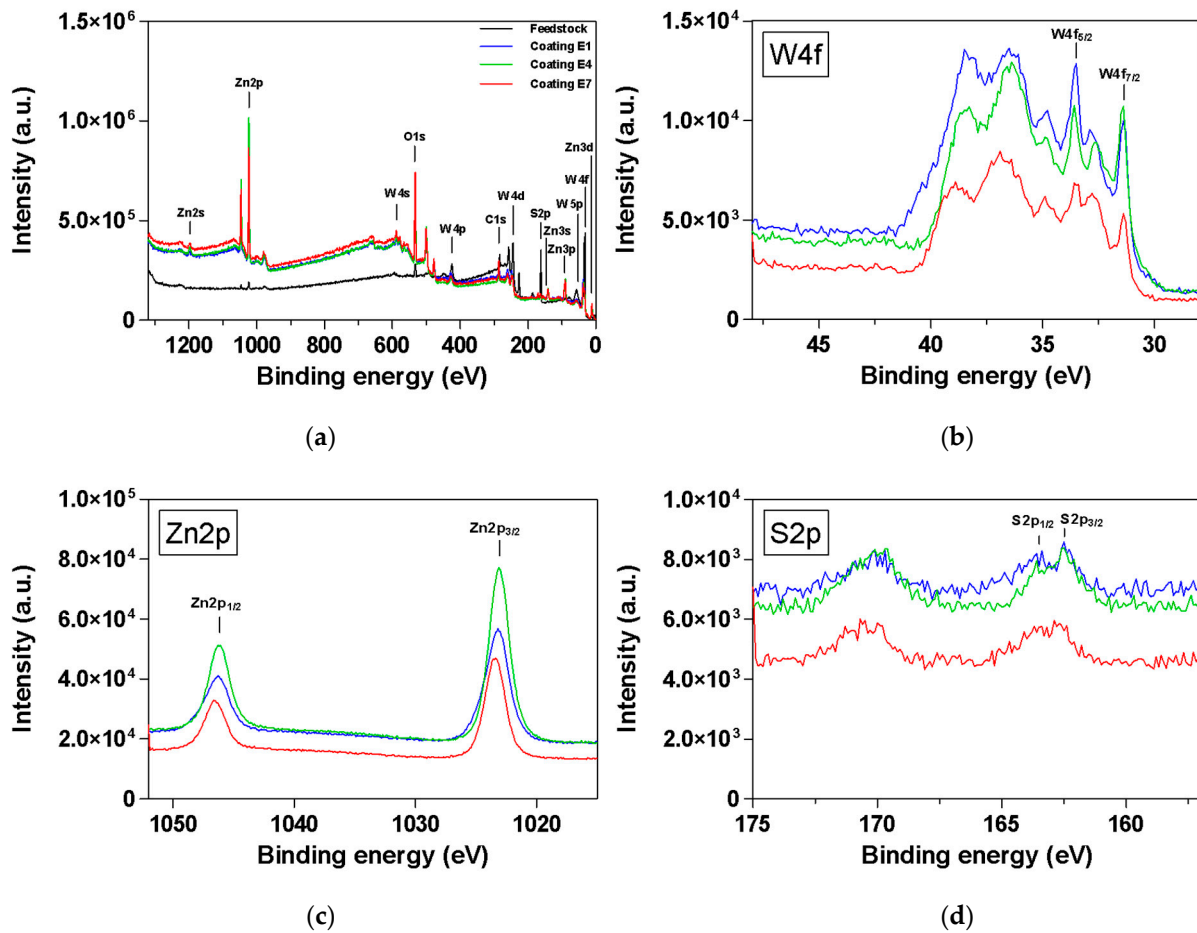 1.5×10⁶
1.0×10⁶
5.0×10⁵
0
Intensity (a.u.)
1200 1000 800 600 400 200 0
Binding energy (eV)
Feedstock
Coating E1
Coating E4
Coating E7
Zn2s
Zn2p
W4s
O1s
W4p
C1s
W4d
S2p
Zn3s
Zn3p
W5p
W4f
Zn3d
(a)
W4f
1.5×10⁴
1.0×10⁴
5.0×10³
0
Intensity (a.u.)
W4f₅/₂
W4f₇/₂
45 40 35 30
Binding energy (eV)
(b)
Zn2p
1.0×10⁵
8.0×10⁴
6.0×10⁴
4.0×10⁴
2.0×10⁴
0
Intensity (a.u.)
Zn2p₁/₂
Zn2p₃/₂
1050 1040 1030 1020
Binding energy (eV)
(c)
S2p
1.0×10⁴
8.0×10³
6.0×10³
4.0×10³
2.0×10³
0
Intensity (a.u.)
S2p₁/₂ S2p₃/₂
175 170 165 160
Binding energy (eV)
(d)